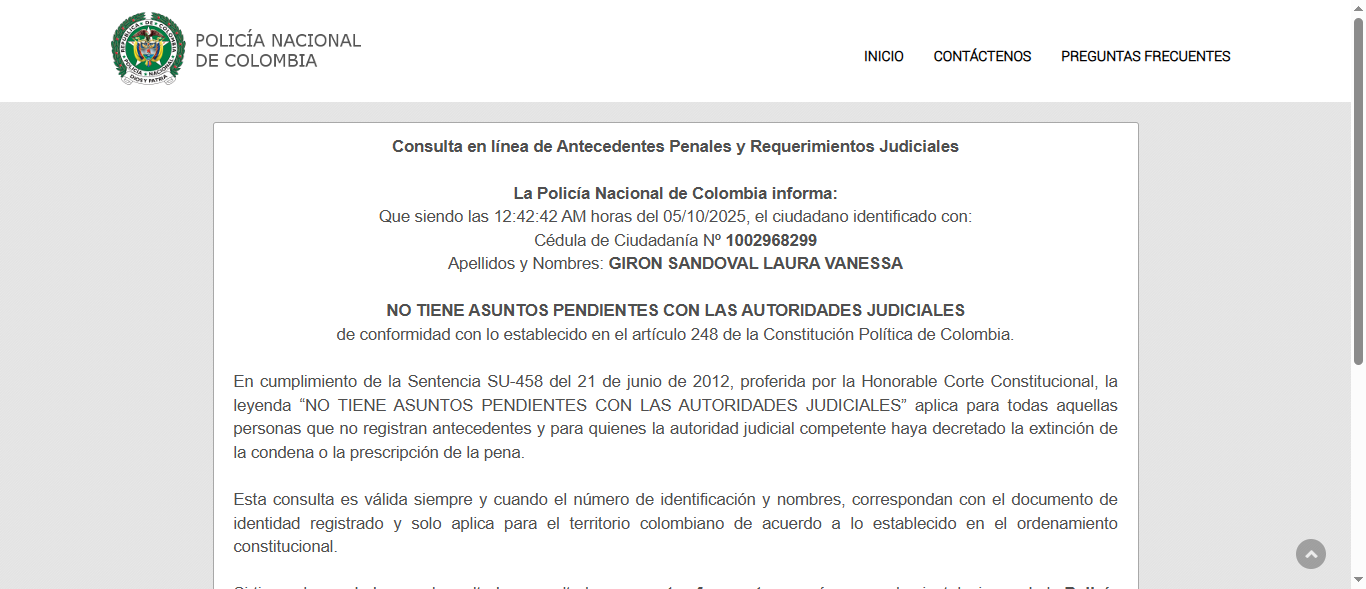 POLICÍA NACIONAL
DE COLOMBIA
INICIO
CONTÁCTENOS
PREGUNTAS FRECUENTES
Consulta en línea de Antecedentes Penales y Requerimientos Judiciales
La Policía Nacional de Colombia informa:
Que siendo las 12:42:42 AM horas del 05/10/2025, el ciudadano identificado con:
Cédula de Ciudadanía Nº 1002968299
Apellidos y Nombres: GIRON SANDOVAL LAURA VANESSA
NO TIENE ASUNTOS PENDIENTES CON LAS AUTORIDADES JUDICIALES
de conformidad con lo establecido en el artículo 248 de la Constitución Política de Colombia.
En cumplimiento de la Sentencia SU-458 del 21 de junio de 2012, proferida por la Honorable Corte Constitucional, la
leyenda “NO TIENE ASUNTOS PENDIENTES CON LAS AUTORIDADES JUDICIALES” aplica para todas aquellas
personas que no registran antecedentes y para quienes la autoridad judicial competente haya decretado la extinción de
la condena o la prescripción de la pena.
Esta consulta es válida siempre y cuando el número de identificación y nombres, correspondan con el documento de
identidad registrado y solo aplica para el territorio colombiano de acuerdo a lo establecido en el ordenamiento
constitucional.